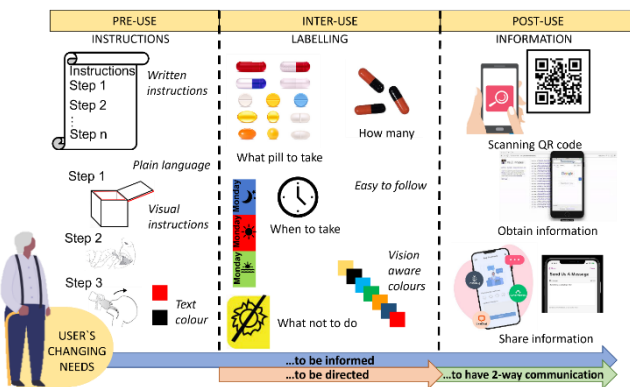 PRE-USE
INTER-USE
POST-USE
INSTRUCTIONS
LABELLING
INFORMATION
Instructions
Step 1
Step 2
⋮
Step n
Written
instructions
Plain language
Step 1
Visual
instructions
Step 2
Step 3
Text
colour
USER`S
CHANGING
NEEDS
What pill to take
How many
Monday
Monday
Monday
When to take
Easy to follow
Vision
aware
colours
What not to do
Scanning QR code
Obtain information
Send Us A Message
Share information
...to be informed
...to be directed
...to have 2-way communication